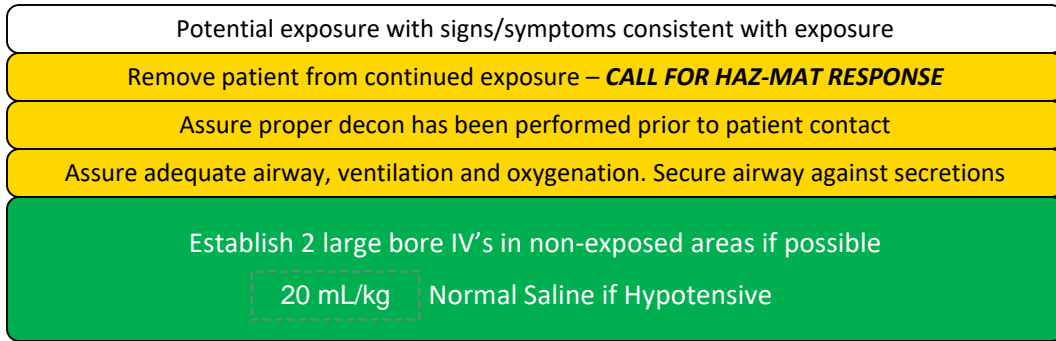 Potential exposure with signs/symptoms consistent with exposure
Remove patient from continued exposure – CALL FOR HAZ-MAT RESPONSE
Assure proper decon has been performed prior to patient contact
Assure adequate airway, ventilation and oxygenation. Secure airway against secretions
Establish 2 large bore IV’s in non-exposed areas if possible
20 mL/kg Normal Saline if Hypotensive